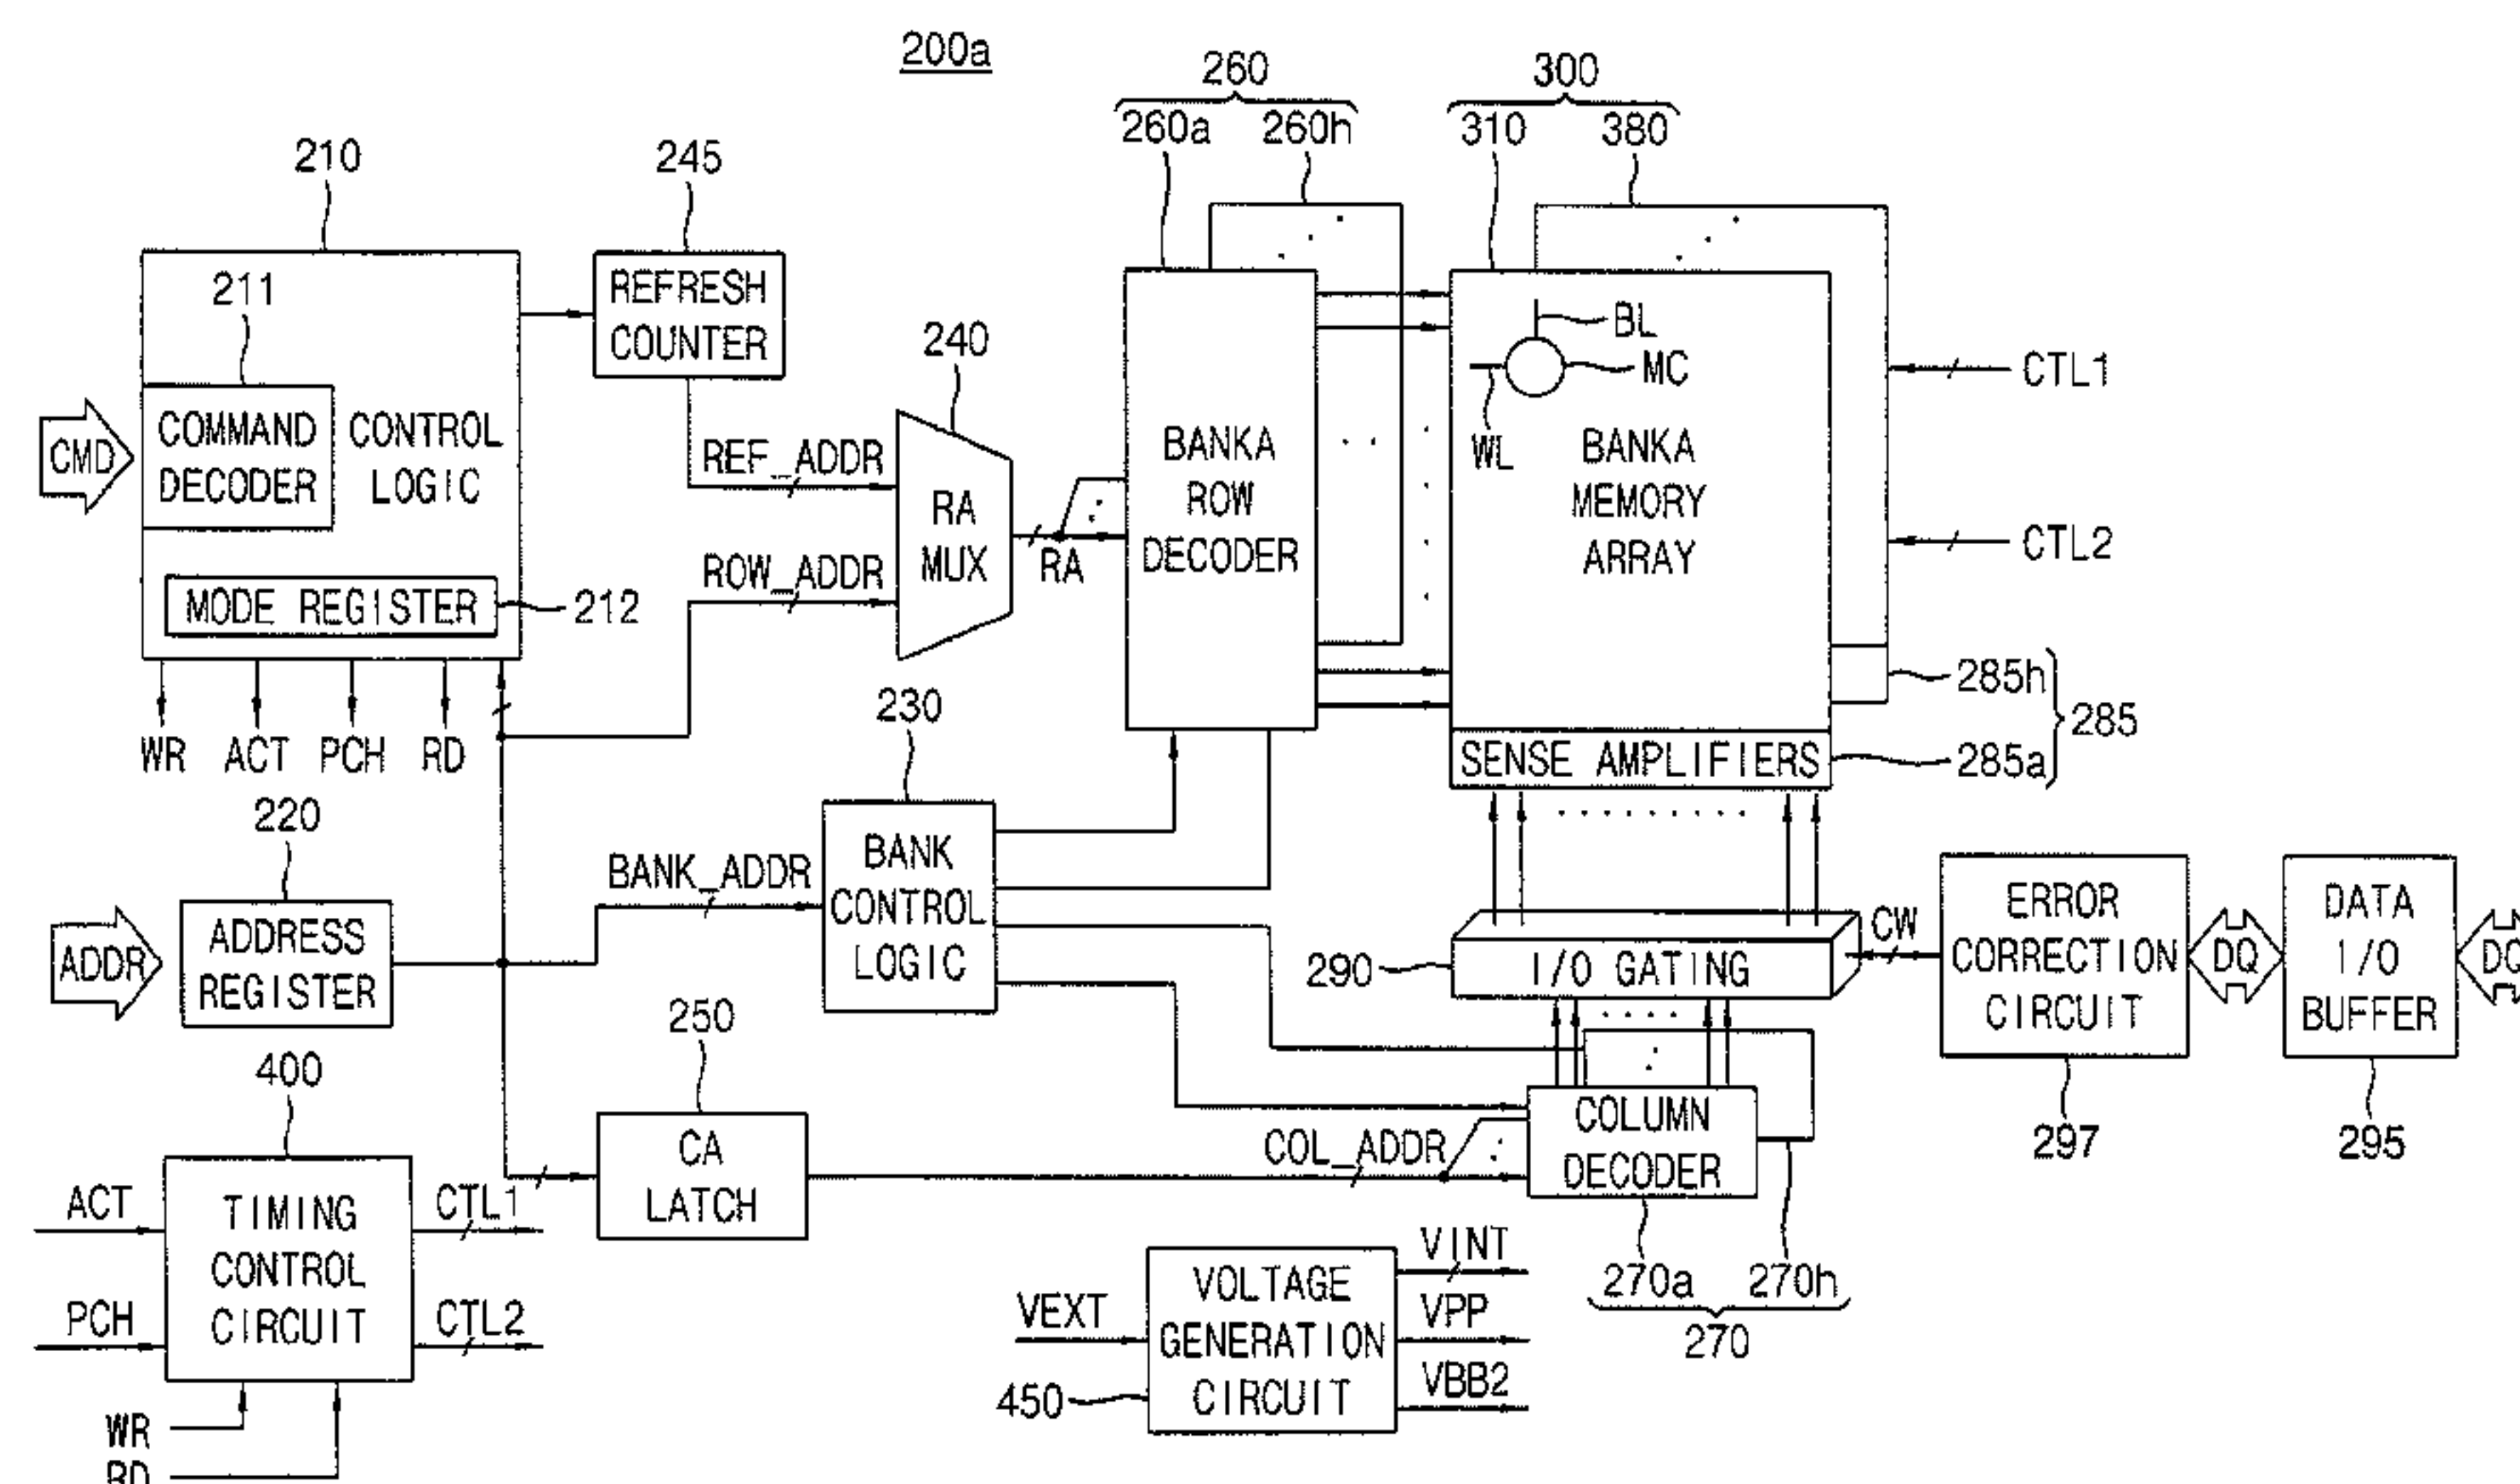 200a
260
300
260a 260h
310 380
210
245
211
REFRESH
COUNTER
240
BL
MC
CTL1
CMD
COMMAND
DECODER
CONTROL
LOGIC
REF_ADDR
RA
MUX
RA
BANKA
ROW
DECODER
WL
BANKA
MEMORY
ARRAY
CTL2
ROW_ADDR
MODE REGISTER
212
285h
285
285a
WR ACT PCH RD
230
SENSE AMPLIFIERS
220
BANK_ADDR
BANK
CONTROL
LOGIC
ADDR
ADDRESS
REGISTER
290
I/O GATING
CW
ERROR
CORRECTION
CIRCUIT
DQ
DATA
I/O
BUFFER
DQ
297
295
400
250
CA
LATCH
COL_ADDR
COLUMN
DECODER
270a 270h
270
ACT
PCH
TIMING
CONTROL
CIRCUIT
CTL1
CTL2
WR
RD
VEXT
450
VOLTAGE
GENERATION
CIRCUIT
VINT
VPP
VBB2